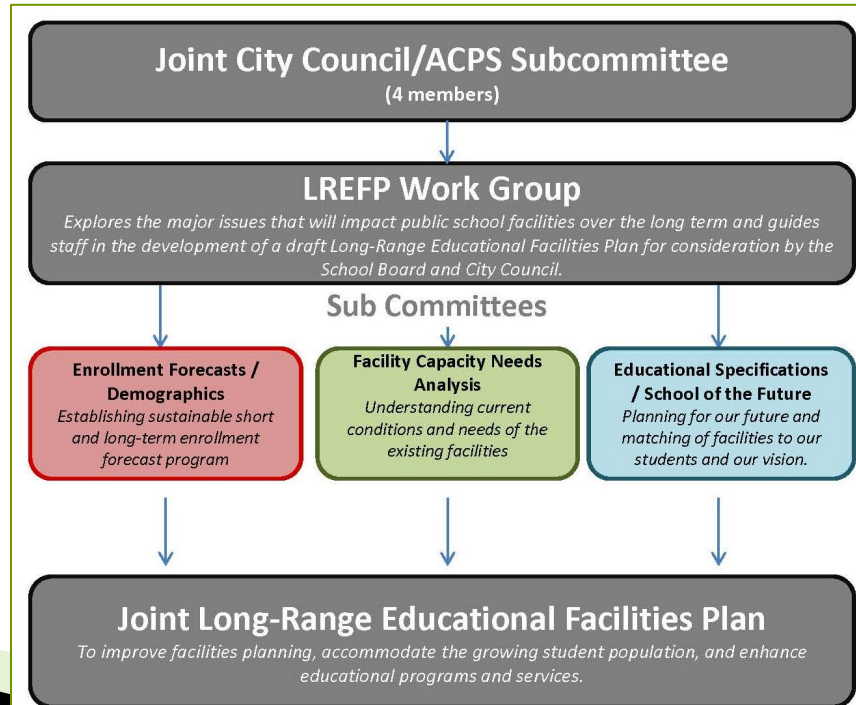 Joint City Council/ACPS Subcommittee
(4 members)
LREFP Work Group
Explores the major issues that will impact public school facilities over the long term and guides
staff in the development of a draft Long-Range Educational Facilities Plan for consideration by the
School Board and City Council.
Sub Committees
Enrollment Forecasts /
Demographics
Establishing sustainable short
and long-term enrollment
forecast program
Facility Capacity Needs
Analysis
Understanding current
conditions and needs of the
existing facilities
Educational Specifications
/ School of the Future
Planning for our future and
matching of facilities to our
students and our vision.
Joint Long-Range Educational Facilities Plan
To improve facilities planning, accommodate the growing student population, and enhance
educational programs and services.